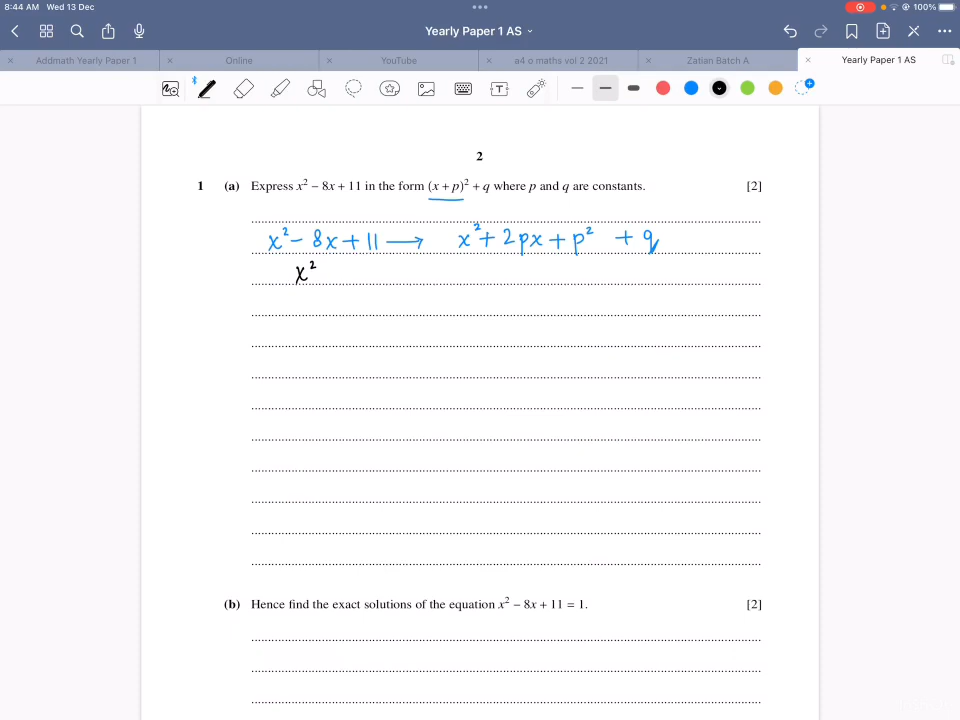 8:44 AM Wed 13 Dec 100%
Yearly Paper 1 AS
Addmath Yearly Paper 1 Online YouTube a4 o maths vol 2 2021 Zatian Batch A Yearly Paper 1 AS
2
1 (a) Express x² − 8x + 11 in the form (x + p)² + q where p and q are constants. [2]
x² − 8x + 11 → x² + 2px + p² + q
x²
(b) Hence find the exact solutions of the equation x² − 8x + 11 = 1. [2]